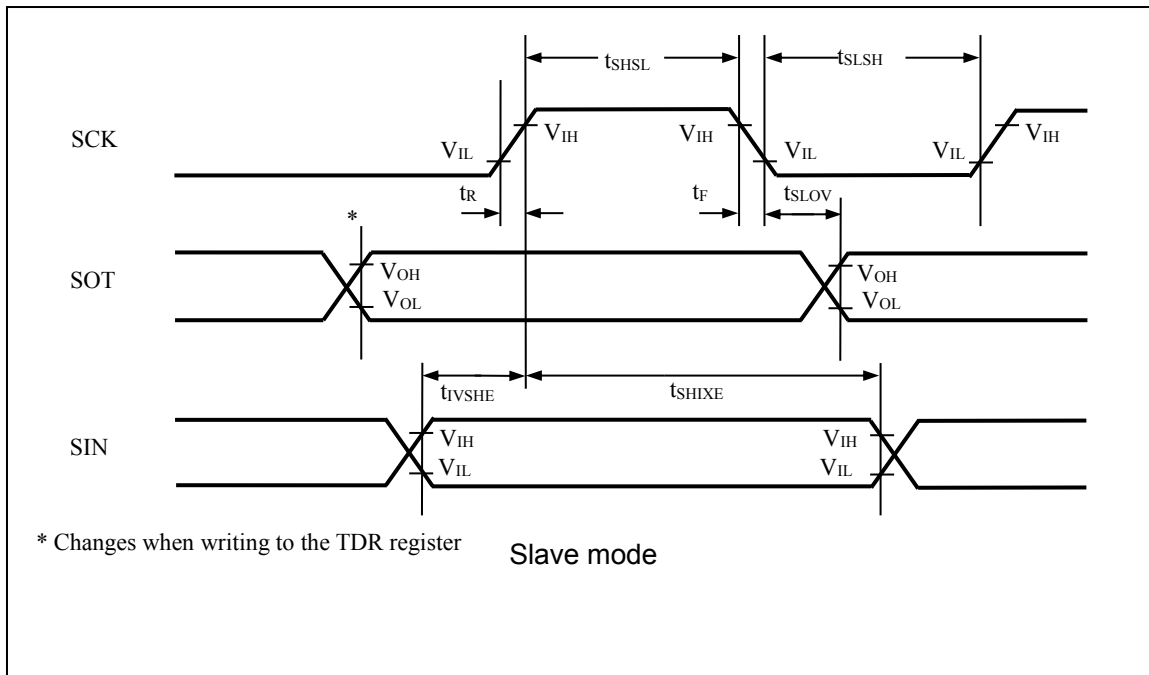 tSHSL
tSLSH
SCK
VIH
VIH
VIH
VIL
VIL
VIL
tR
tF
tSLOV
*
SOT
VOH
VOH
VOL
VOL
tIVSHE
tSHIXE
SIN
VIH
VIH
VIL
VIL
* Changes when writing to the TDR register
Slave mode